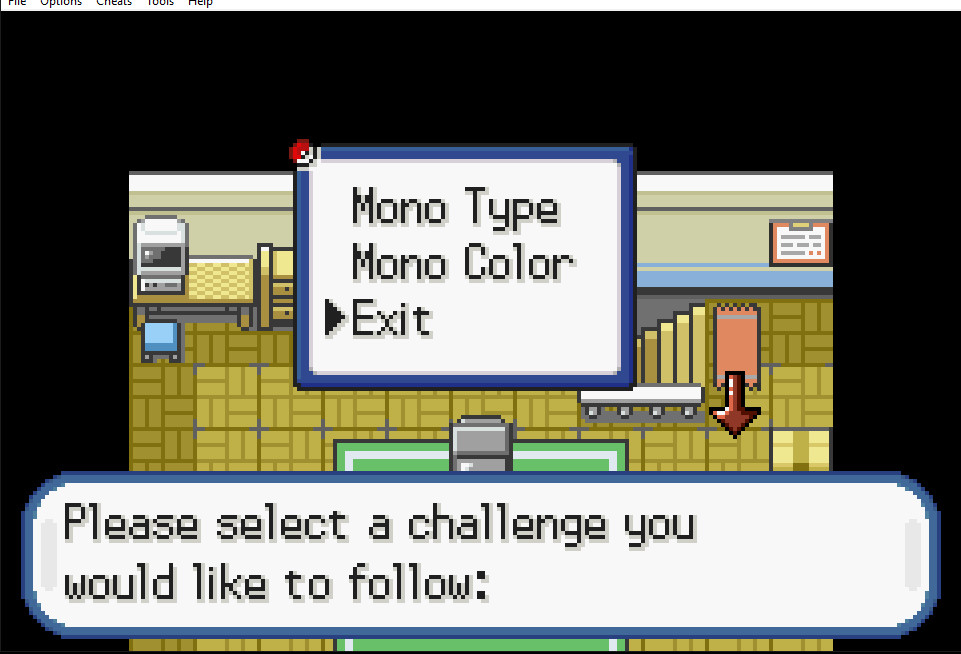 File Options Cheats Tools Help
Mono Type
Mono Color
Exit
Please select a challenge you
would like to follow: